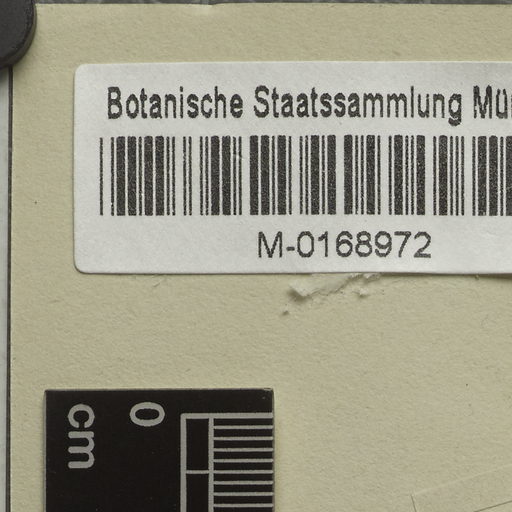 Botanische Staatssammlung Mü
M-0168972
0
cm